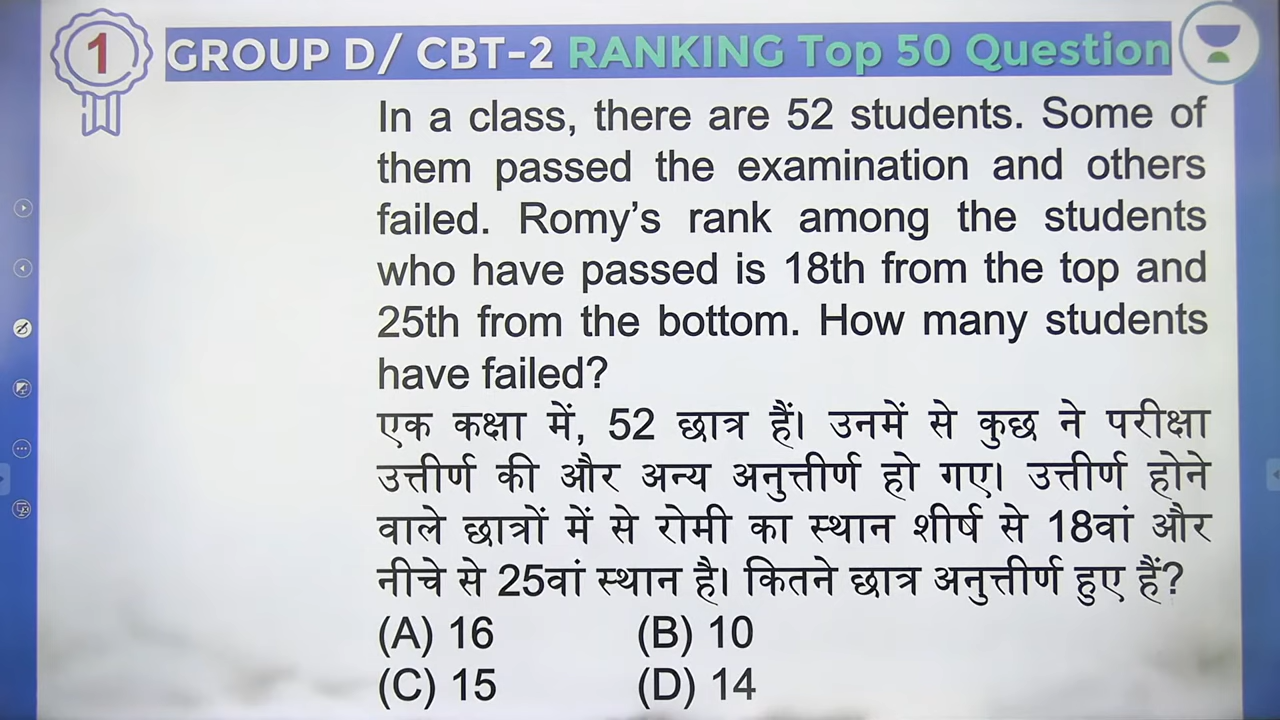 1
GROUP D/ CBT-2 RANKING Top 50 Question
In a class, there are 52 students. Some of
them passed the examination and others
failed. Romy’s rank among the students
who have passed is 18th from the top and
25th from the bottom. How many students
have failed?
एक कक्षा में, 52 छात्र हैं। उनमें से कुछ ने परीक्षा
उत्तीर्ण की और अन्य अनुत्तीर्ण हो गए। उत्तीर्ण होने
वाले छात्रों में से रोमी का स्थान शीर्ष से 18वां और
नीचे से 25वां स्थान है। कितने छात्र अनुत्तीर्ण हुए हैं?
(A) 16 (B) 10
(C) 15 (D) 14